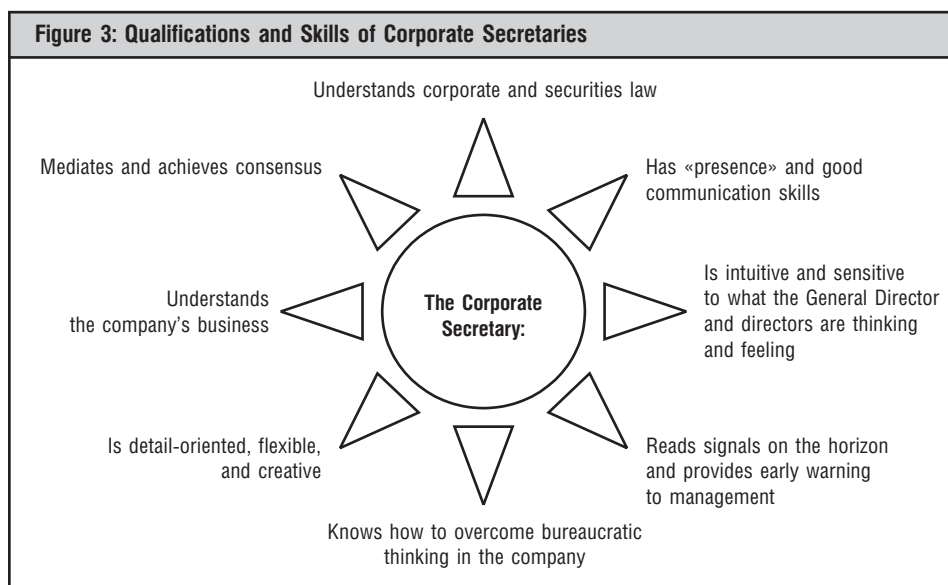 Figure 3: Qualifications and Skills of Corporate Secretaries
Understands corporate and securities law
Mediates and achieves consensus
Has «presence» and good
communication skills
Understands
the company's business
The Corporate
Secretary:
Is intuitive and sensitive
to what the General Director
and directors are thinking
and feeling
Is detail-oriented, flexible,
and creative
Reads signals on the horizon
and provides early warning
to management
Knows how to overcome bureaucratic
thinking in the company